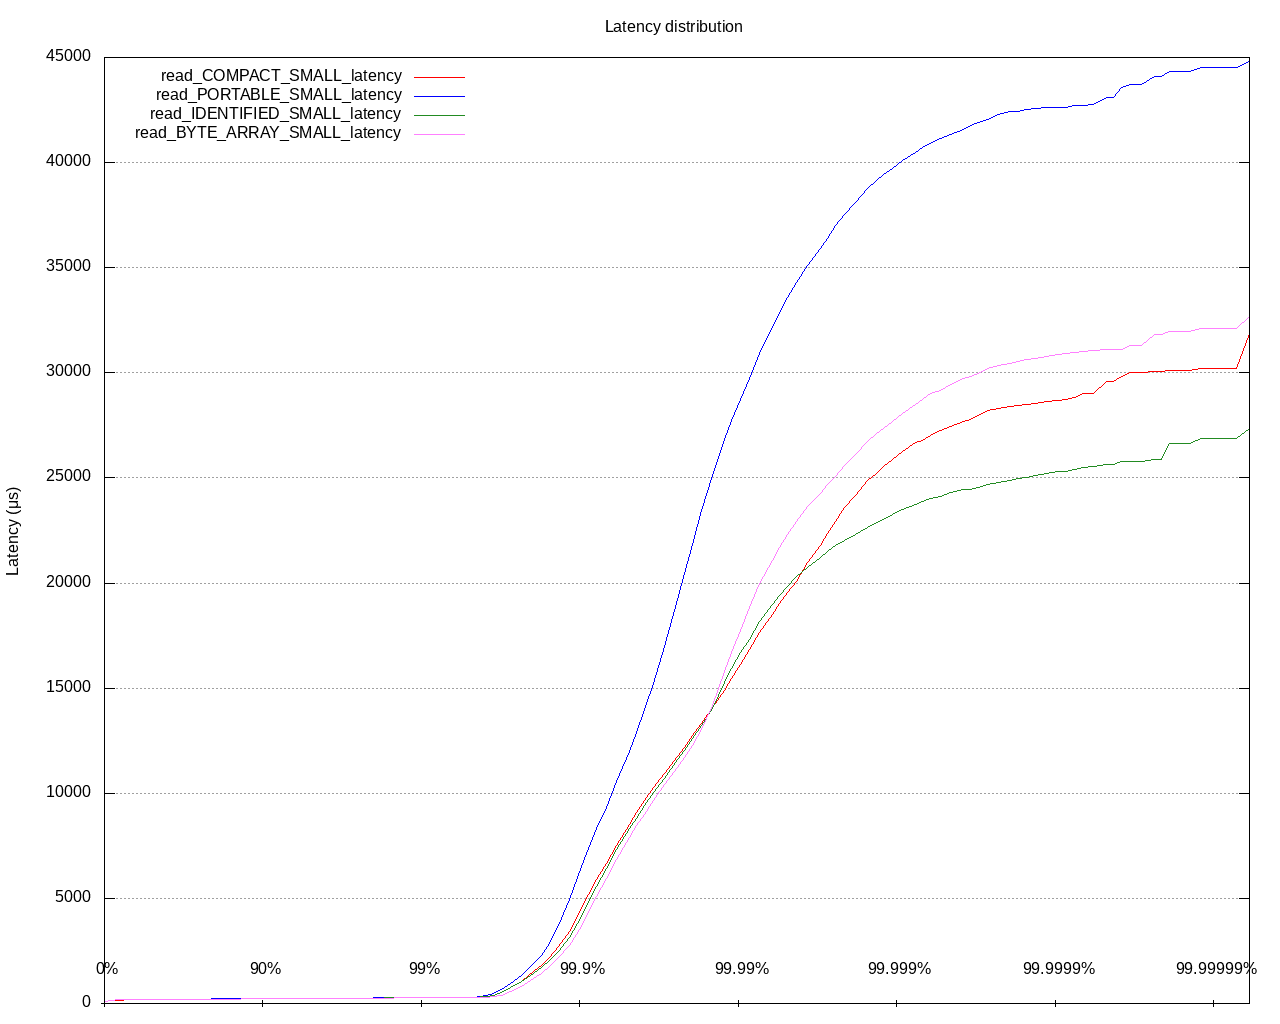 Latency distribution
45000
read_COMPACT_SMALL_latency
read_PORTABLE_SMALL_latency
read_IDENTIFIED_SMALL_latency
read_BYTE_ARRAY_SMALL_latency
40000
35000
30000
25000
Latency (µs)
20000
15000
10000
5000
0% 90% 99% 99.9% 99.99% 99.999% 99.9999% 99.99999%
0